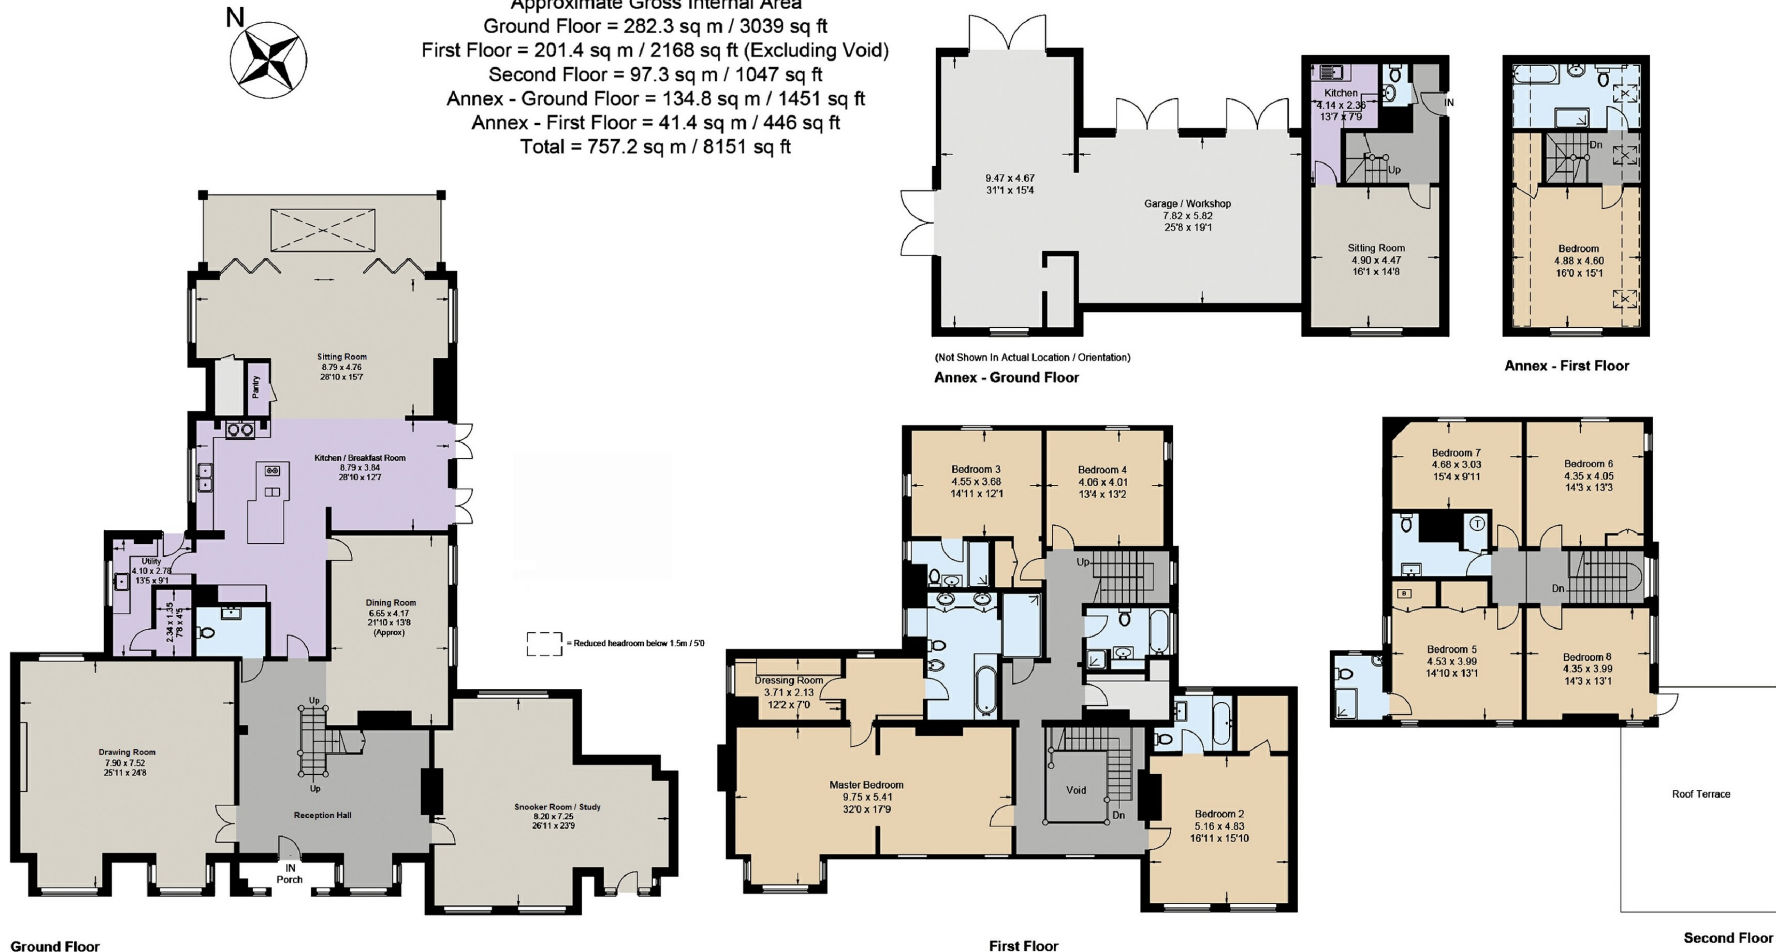 N
Approximate Gross Internal Area
Ground Floor = 282.3 sq m / 3039 sq ft
First Floor = 201.4 sq m / 2168 sq ft (Excluding Void)
Second Floor = 97.3 sq m / 1047 sq ft
Annex - Ground Floor = 134.8 sq m / 1451 sq ft
Annex - First Floor = 41.4 sq m / 446 sq ft
Total = 757.2 sq m / 8151 sq ft
9.47 x 4.67
31'1 x 15'4
Garage / Workshop
7.82 x 5.82
25'8 x 19'1
Kitchen
4.14 x 2.36
13'7 x 7'9
IN
Up
Sitting Room
4.90 x 4.47
16'1 x 14'8
(Not Shown In Actual Location / Orientation)
Annex - Ground Floor
Dn
Bedroom
4.88 x 4.60
16'0 x 15'1
Annex - First Floor
Sitting Room
8.79 x 4.76
28'10 x 15'7
Pantry
Kitchen / Breakfast Room
8.79 x 3.84
28'10 x 12'7
Utility
4.10 x 2.78
13'5 x 9'1
2.34 x 1.35
7'8 x 4'5
Dining Room
6.65 x 4.17
21'10 x 13'8
(Approx)
= Reduced headroom below 1.5m / 5'0
Up
Up
Drawing Room
7.90 x 7.52
25'11 x 24'8
Reception Hall
Snooker Room / Study
8.20 x 7.25
26'11 x 23'9
IN
Porch
Ground Floor
Bedroom 3
4.55 x 3.68
14'11 x 12'1
Bedroom 4
4.06 x 4.01
13'4 x 13'2
Up
Dressing Room
3.71 x 2.13
12'2 x 7'0
Master Bedroom
9.75 x 5.41
32'0 x 17'9
Void
Dn
Bedroom 2
5.16 x 4.83
16'11 x 15'10
First Floor
Bedroom 7
4.68 x 3.03
15'4 x 9'11
Bedroom 6
4.35 x 4.05
14'3 x 13'3
T
Dn
B
Bedroom 5
4.53 x 3.99
14'10 x 13'1
Bedroom 8
4.35 x 3.99
14'3 x 13'1
Roof Terrace
Second Floor